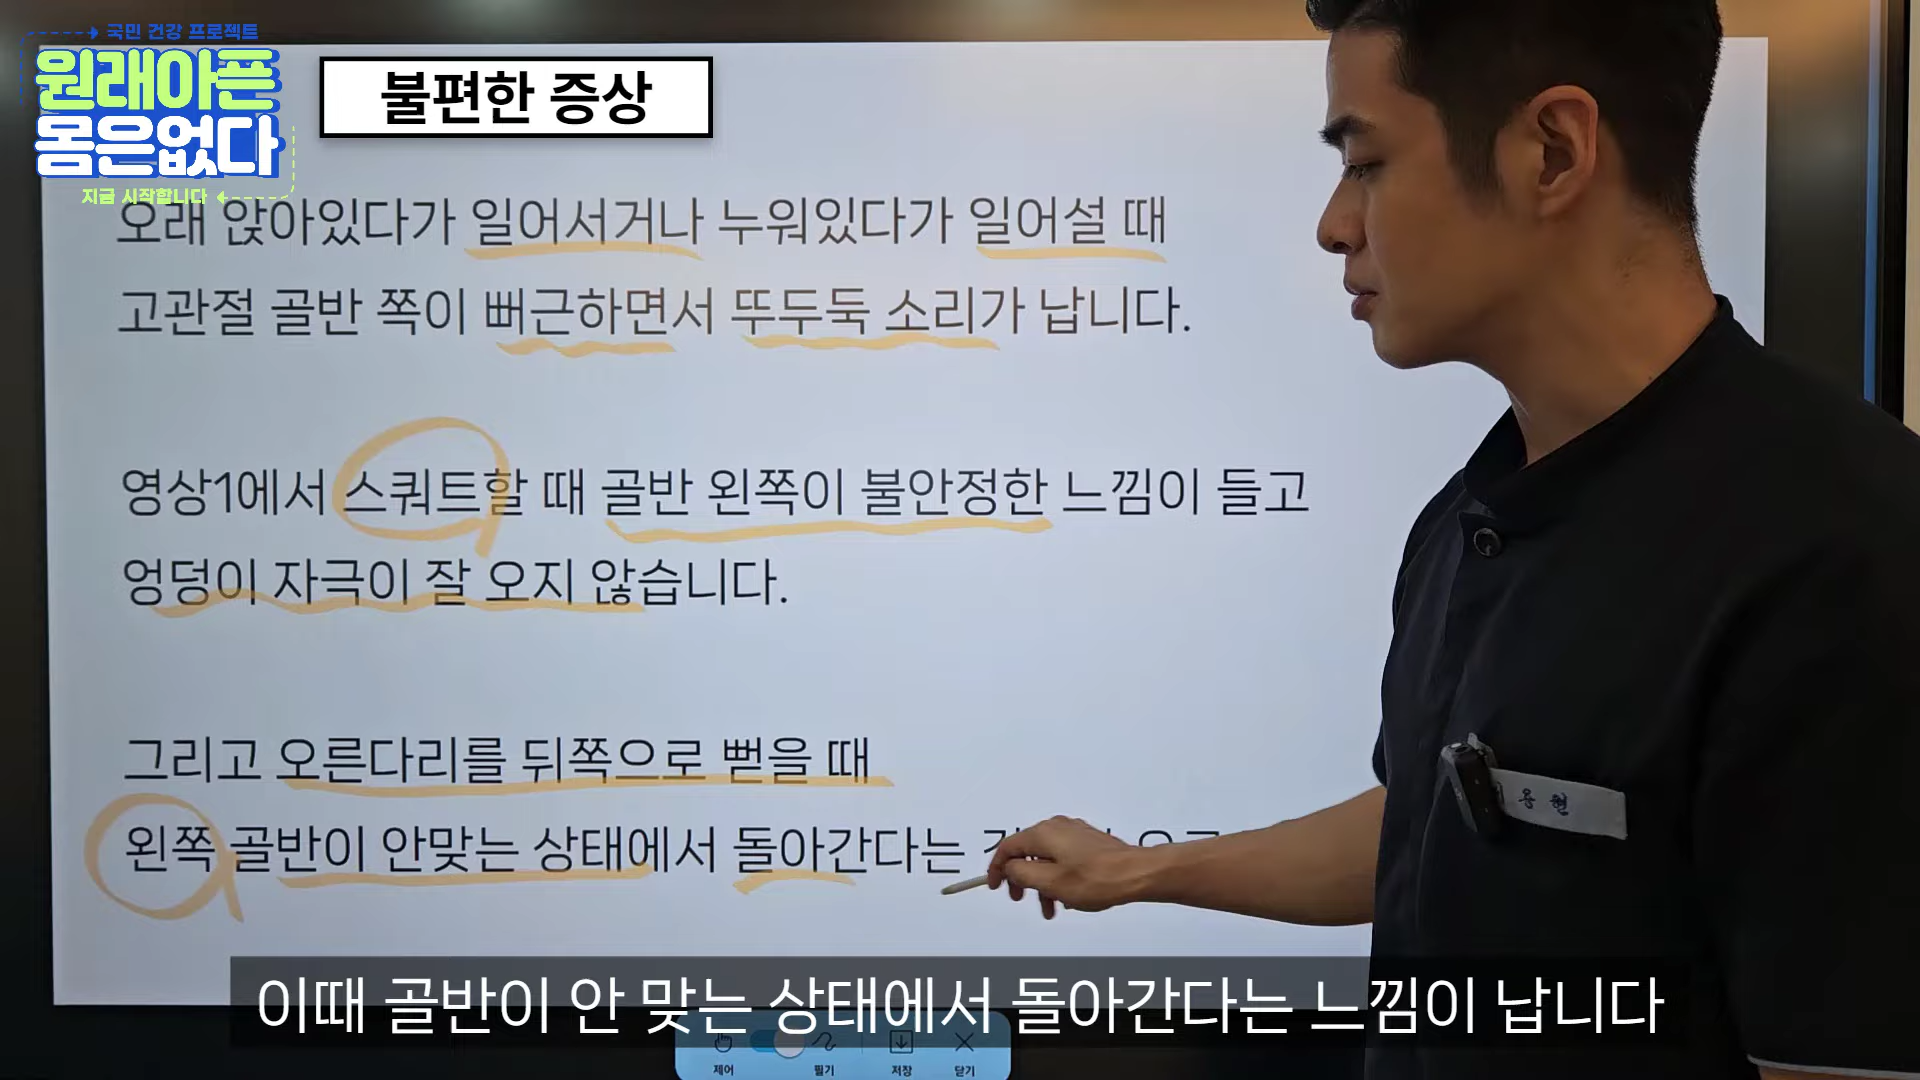 국민 건강 프로젝트
원래아픈
몸은없다
지금 시작합니다
불편한 증상
오래 앉아있다가 일어서거나 누워있다가 일어설 때
고관절 골반 쪽이 뻐근하면서 뚜두둑 소리가 납니다.
영상1에서 스쿼트할 때 골반 왼쪽이 불안정한 느낌이 들고
엉덩이 자극이 잘 오지 않습니다.
그리고 오른다리를 뒤쪽으로 뻗을 때
왼쪽 골반이 안맞는 상태에서 돌아간다는
용현
이때 골반이 안 맞는 상태에서 돌아간다는 느낌이 납니다
제어 필기 저장 닫기